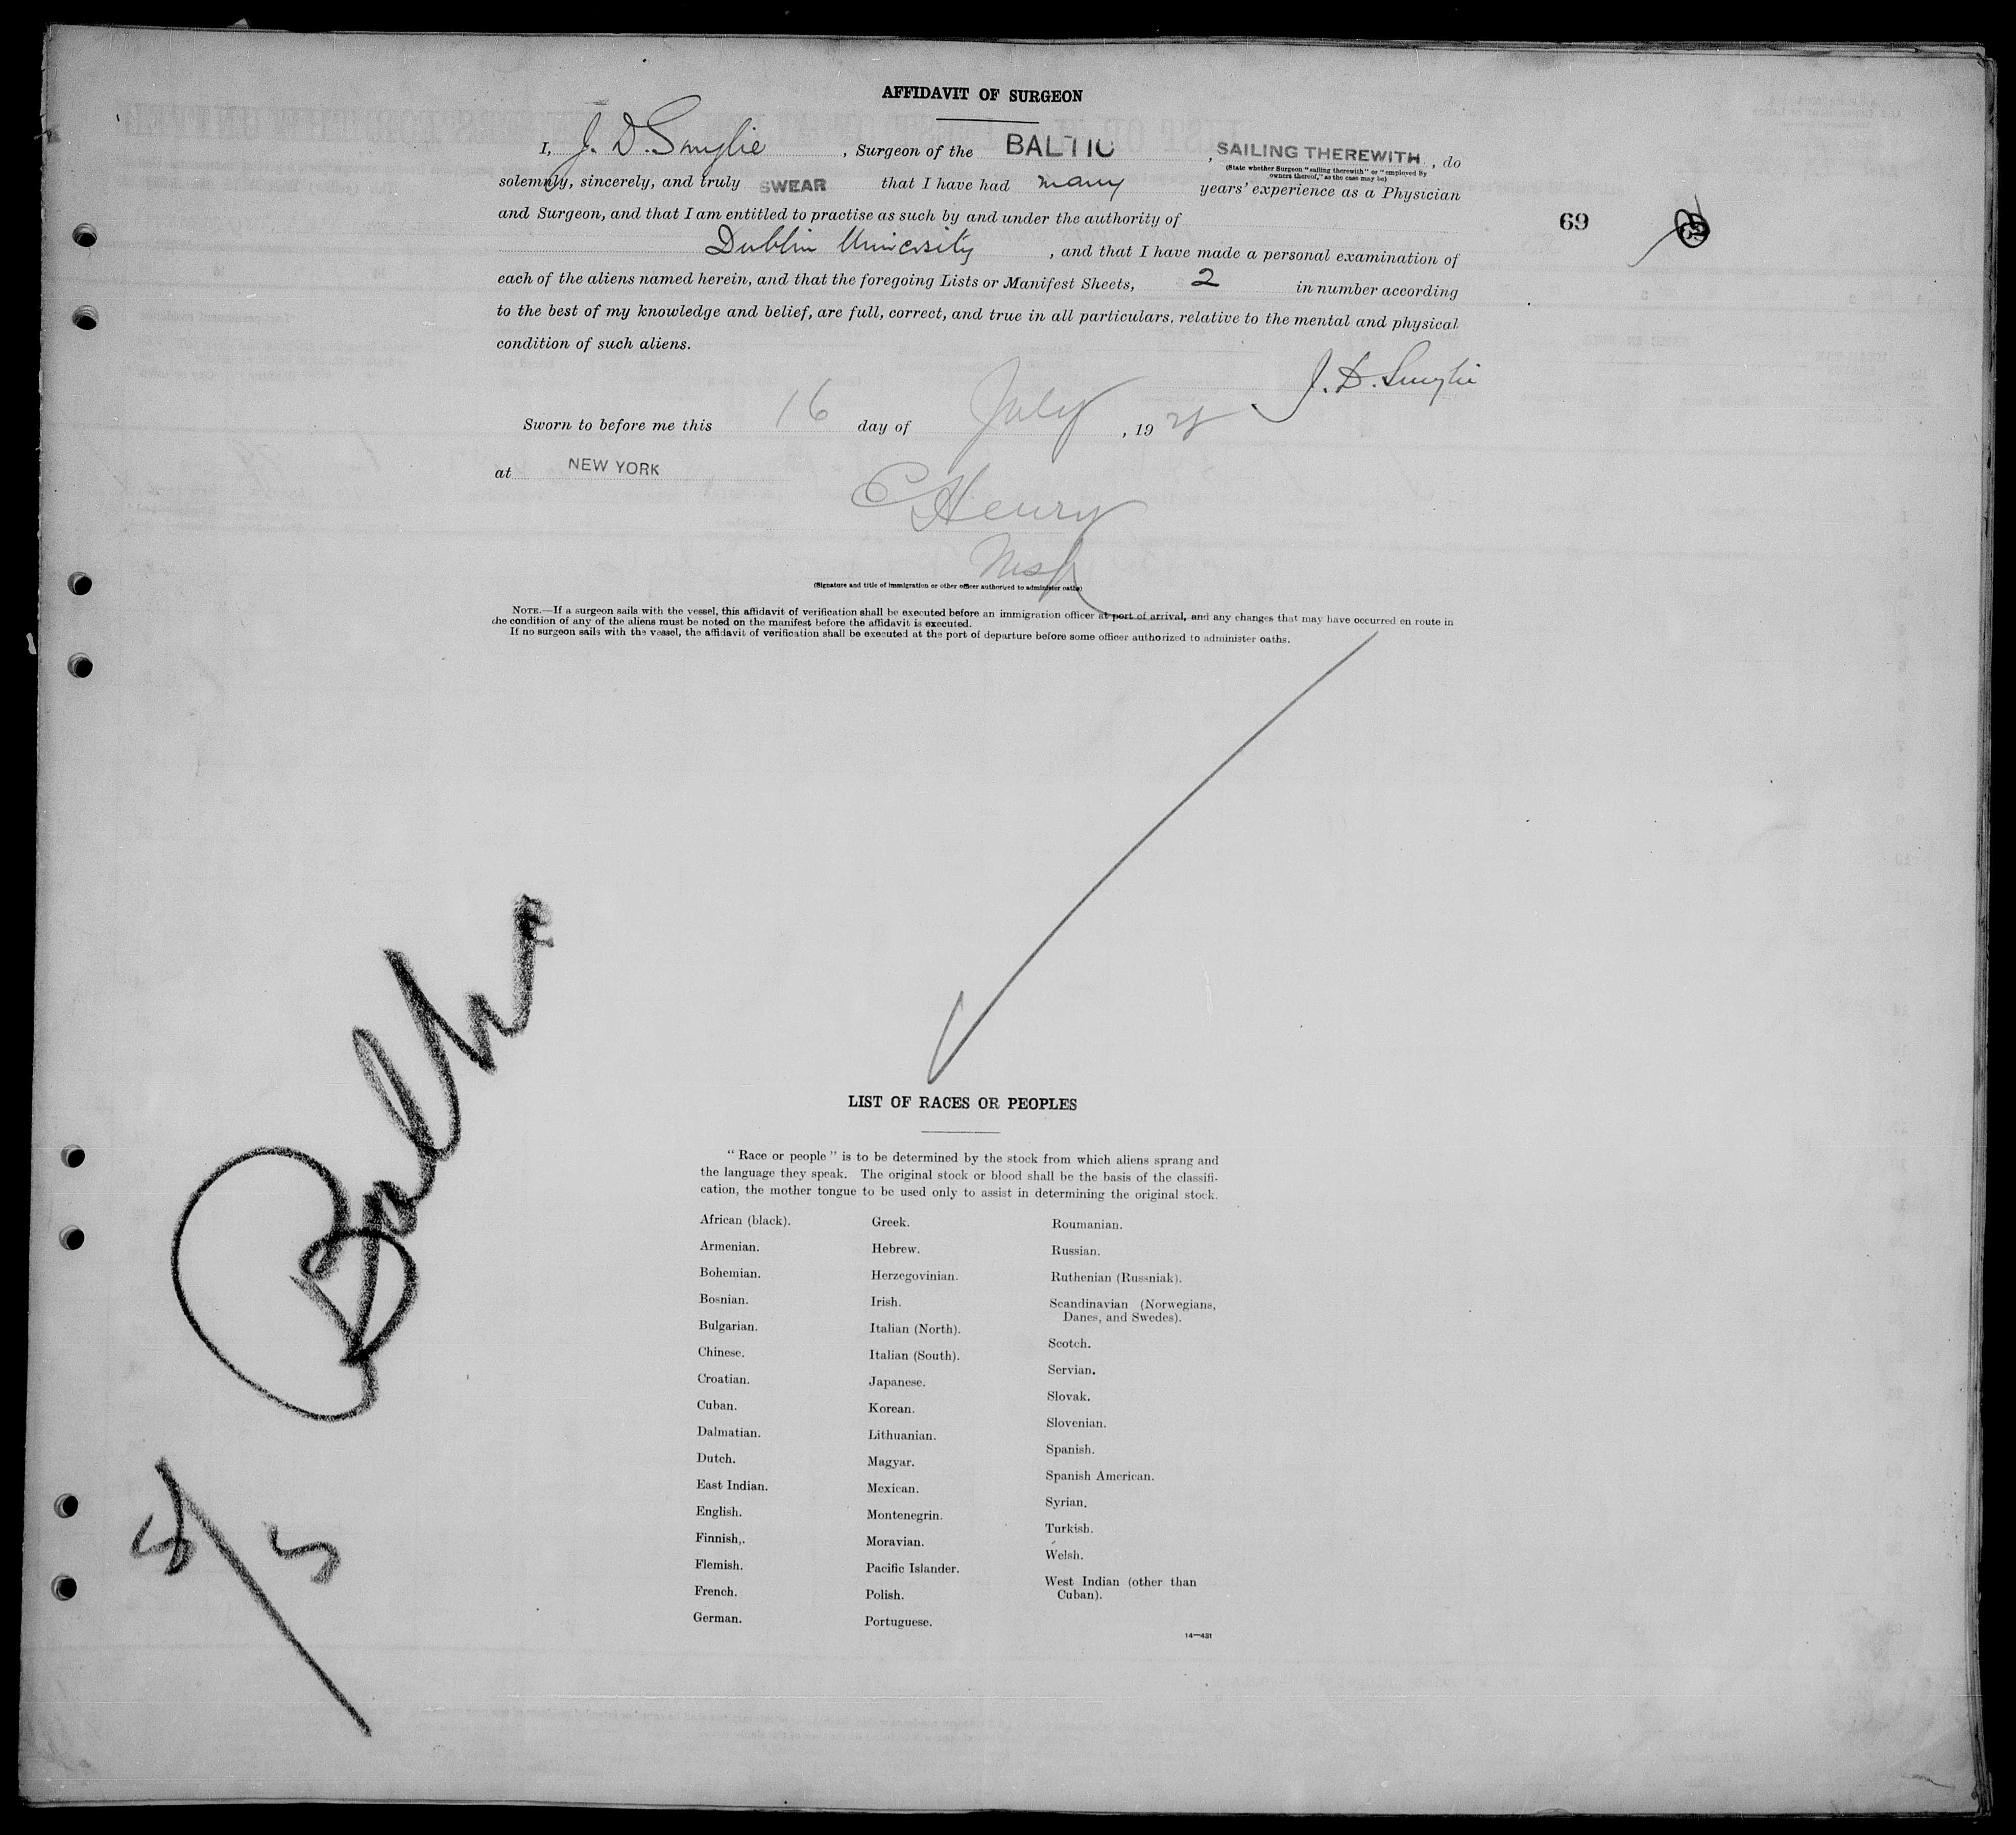 AFFIDAVIT OF SURGEON
I, J. D. Smylie, Surgeon of the BALTIC, SAILING THEREWITH, do
(State whether Surgeon "sailing therewith" or "employed by
owners thereof," as the case may be)
solemnly, sincerely, and truly SWEAR that I have had many years' experience as a Physician
and Surgeon, and that I am entitled to practise as such by and under the authority of
69
Dublin University, and that I have made a personal examination of
each of the aliens named herein, and that the foregoing Lists or Manifest Sheets, 2 in number according
to the best of my knowledge and belief, are full, correct, and true in all particulars, relative to the mental and physical
condition of such aliens.
J. D. Smylie
Sworn to before me this 16 day of July, 19
at NEW YORK
C Henry
(Signature and title of immigration or other officer authorized to administer oaths)
NOTE.—If a surgeon sails with the vessel, this affidavit of verification shall be executed before an immigration officer at port of arrival, and any changes that may have occurred en route in
the condition of any of the aliens must be noted on the manifest before the affidavit is executed.
If no surgeon sails with the vessel, the affidavit of verification shall be executed at the port of departure before some officer authorized to administer oaths.
Baltic
LIST OF RACES OR PEOPLES
"Race or people" is to be determined by the stock from which aliens sprang and
the language they speak. The original stock or blood shall be the basis of the classifi-
cation, the mother tongue to be used only to assist in determining the original stock.
African (black).
Armenian.
Bohemian.
Bosnian.
Bulgarian.
Chinese.
Croatian.
Cuban.
Dalmatian.
Dutch.
East Indian.
English.
Finnish,.
Flemish.
French.
German.
Greek.
Hebrew.
Herzegovinian.
Irish.
Italian (North).
Italian (South).
Japanese.
Korean.
Lithuanian.
Magyar.
Mexican.
Montenegrin.
Moravian.
Pacific Islander.
Polish.
Portuguese.
Roumanian.
Russian.
Ruthenian (Russniak).
Scandinavian (Norwegians,
Danes, and Swedes).
Scotch.
Servian.
Slovak.
Slovenian.
Spanish.
Spanish American.
Syrian.
Turkish.
Welsh.
West Indian (other than
Cuban).
14—431